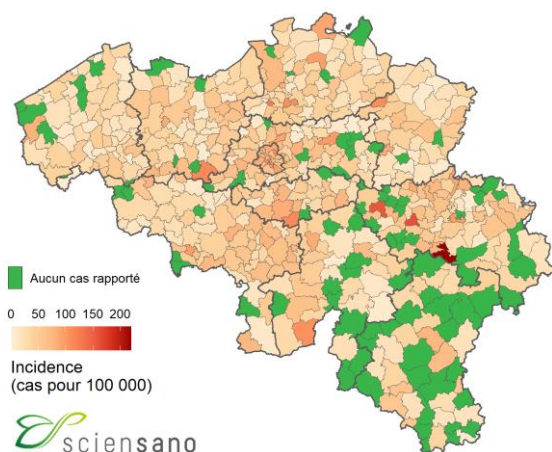 Aucun cas rapporté
0 50 100 150 200
Incidence
(cas pour 100 000)
sciensano